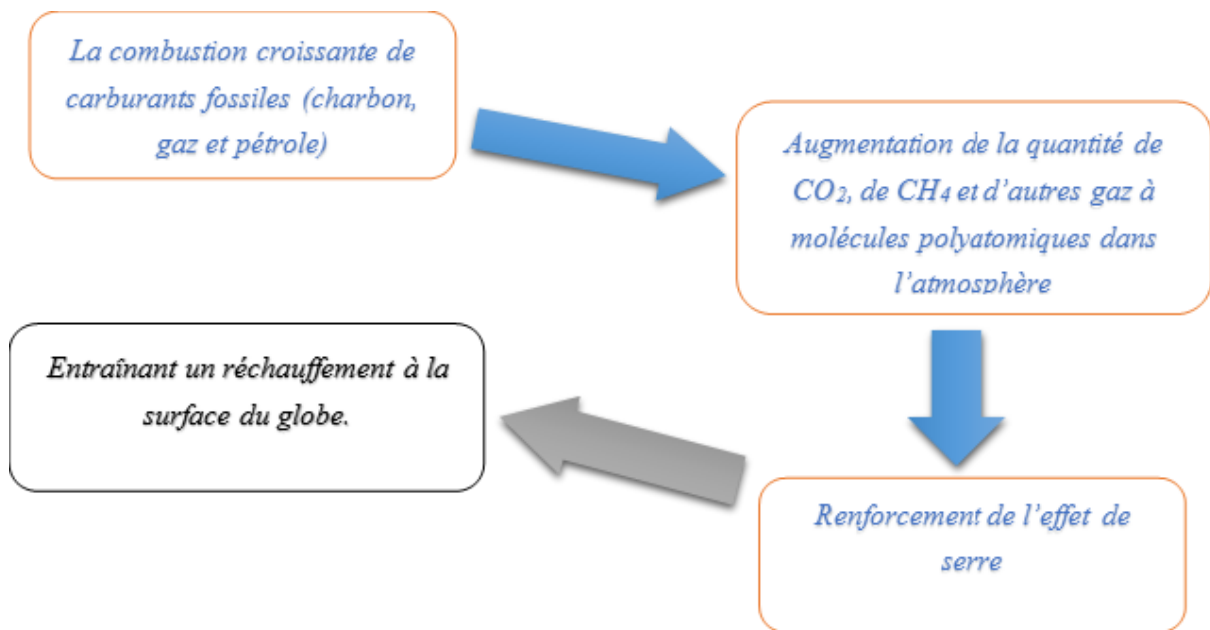 La combustion croissante de
carburants fossiles (charbon,
gaz et pétrole)
Augmentation de la quantité de
CO2, de CH4 et d’autres gaz à
molécules polyatomiques dans
l’atmosphère
Renforcement de l’effet de
serre
Entraînant un réchauffement à la
surface du globe.